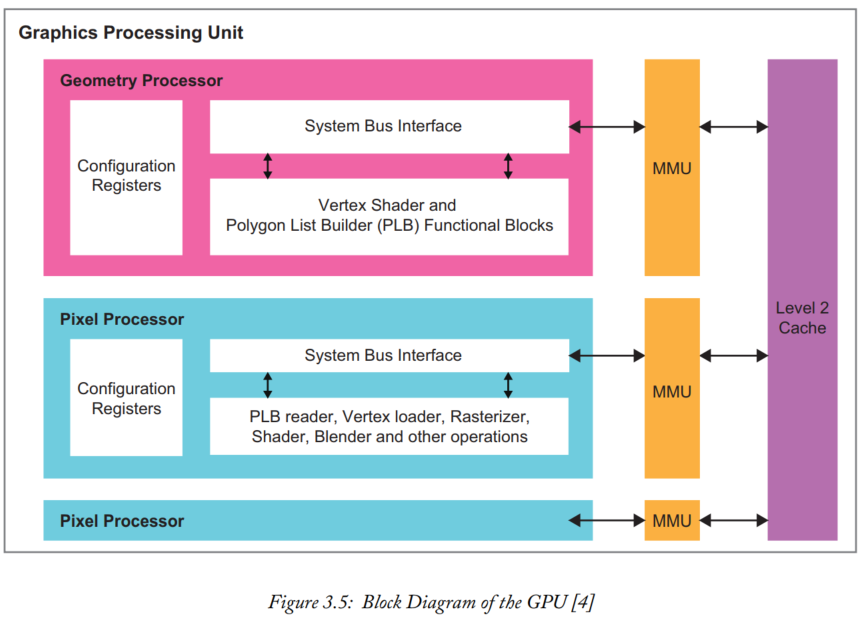 Graphics Processing Unit
Geometry Processor
Configuration
Registers
System Bus Interface
Vertex Shader and
Polygon List Builder (PLB) Functional Blocks
MMU
Pixel Processor
Configuration
Registers
System Bus Interface
PLB reader, Vertex loader, Rasterizer,
Shader, Blender and other operations
MMU
Pixel Processor
MMU
Level 2
Cache
Figure 3.5: Block Diagram of the GPU [4]